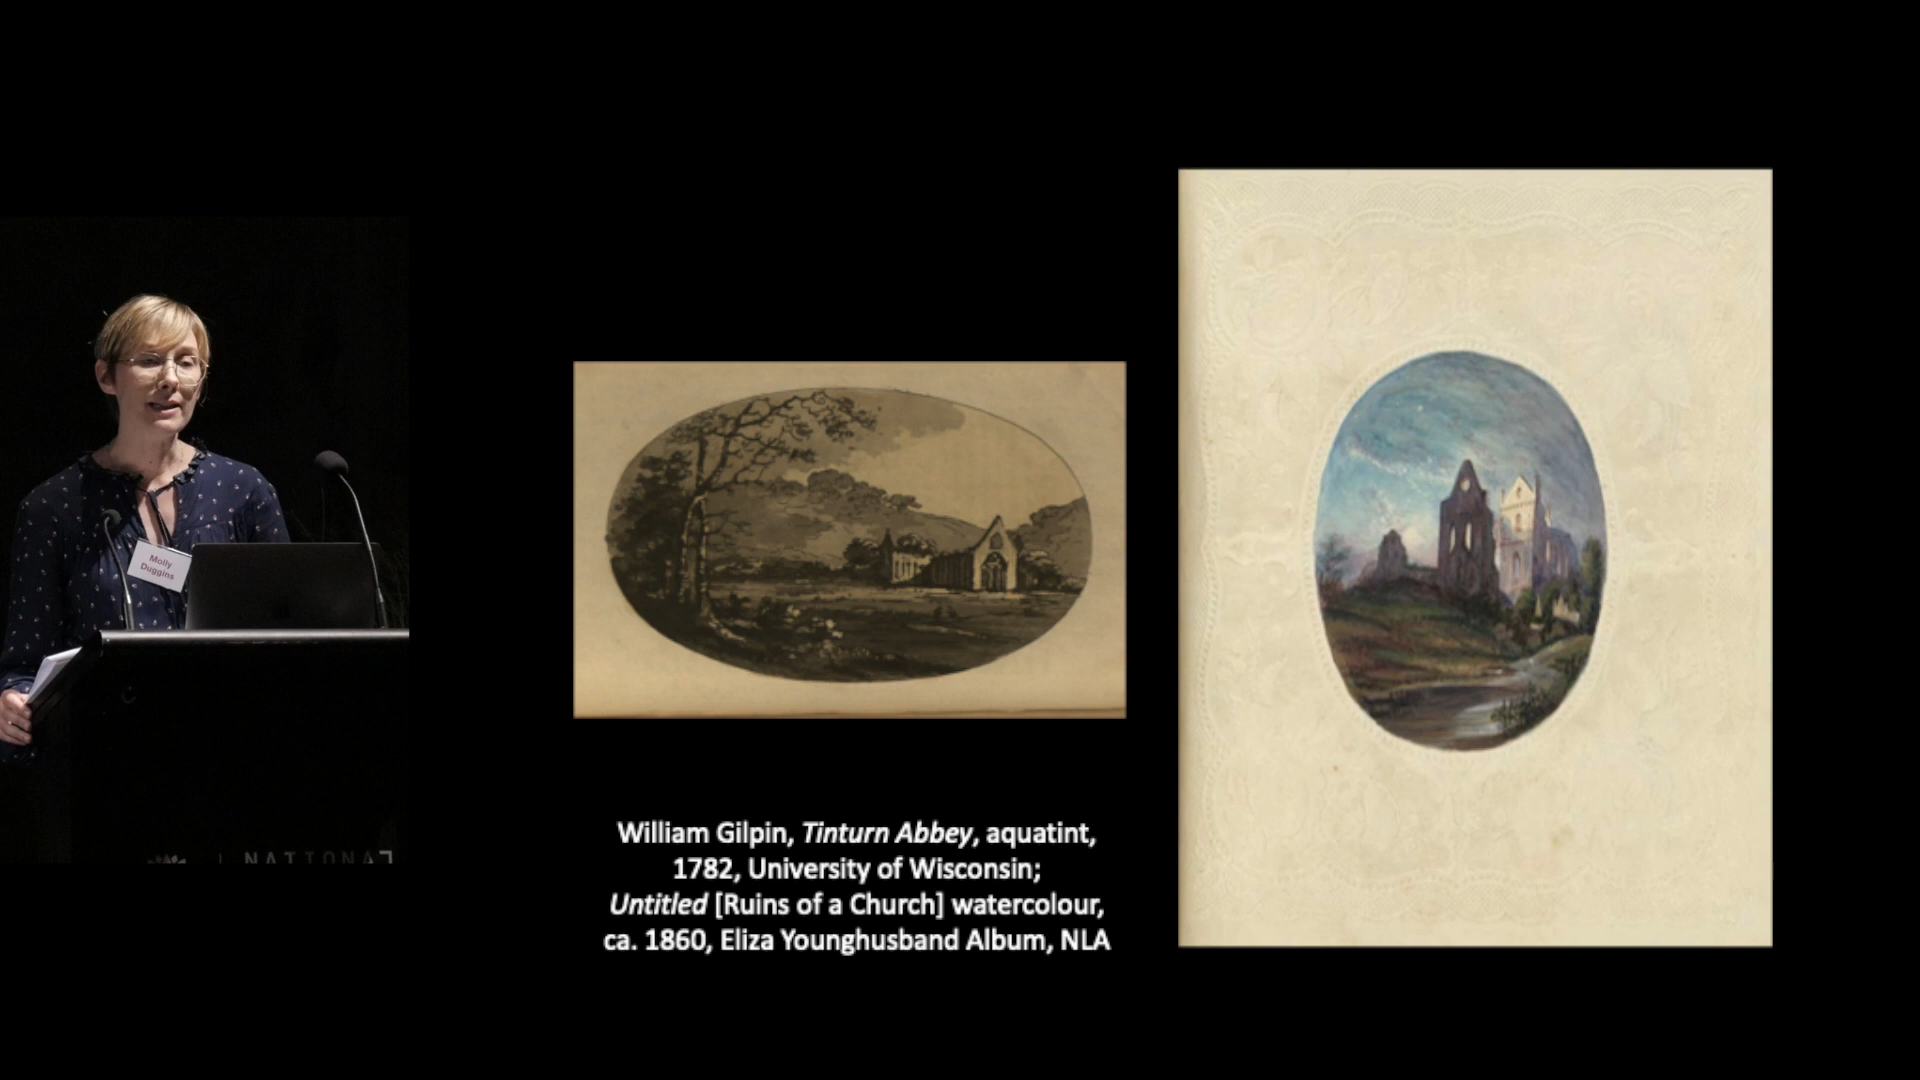 Molly
Duggins
NATIONAL
William Gilpin, Tinturn Abbey, aquatint,
1782, University of Wisconsin;
Untitled [Ruins of a Church] watercolour,
ca. 1860, Eliza Younghusband Album, NLA